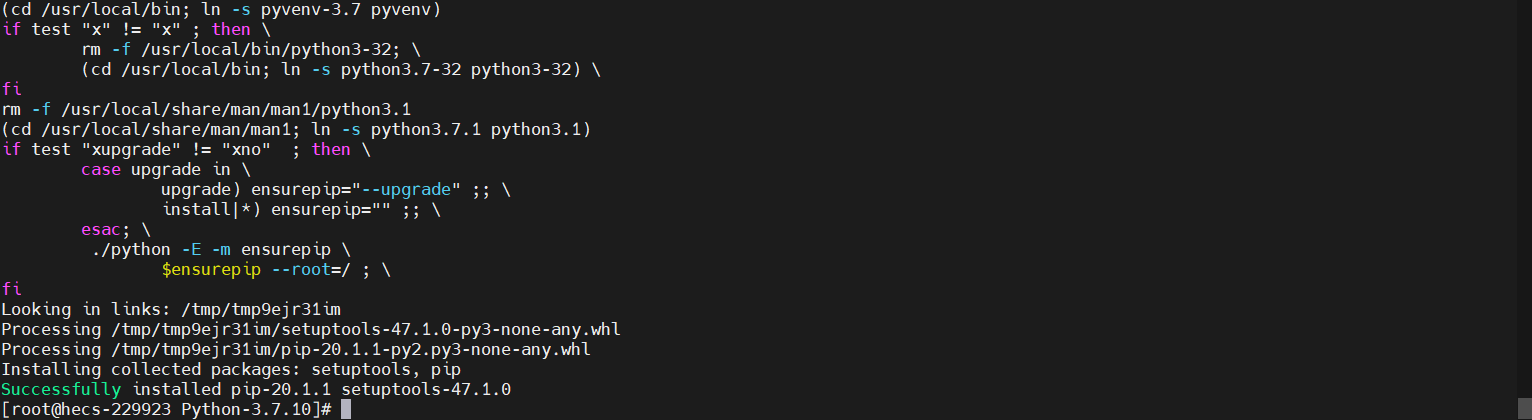 (cd /usr/local/bin; ln -s pyvenv-3.7 pyvenv)
if test "x" != "x" ; then \
        rm -f /usr/local/bin/python3-32; \
        (cd /usr/local/bin; ln -s python3.7-32 python3-32) \
fi
rm -f /usr/local/share/man/man1/python3.1
(cd /usr/local/share/man/man1; ln -s python3.7.1 python3.1)
if test "xupgrade" != "xno"  ; then \
        case upgrade in \
                upgrade) ensurepip="--upgrade" ;; \
                install|*) ensurepip="" ;; \
        esac; \
         ./python -E -m ensurepip \
                $ensurepip --root=/ ; \
fi
Looking in links: /tmp/tmp9ejr31im
Processing /tmp/tmp9ejr31im/setuptools-47.1.0-py3-none-any.whl
Processing /tmp/tmp9ejr31im/pip-20.1.1-py2.py3-none-any.whl
Installing collected packages: setuptools, pip
Successfully installed pip-20.1.1 setuptools-47.1.0
[root@hecs-229923 Python-3.7.10]#